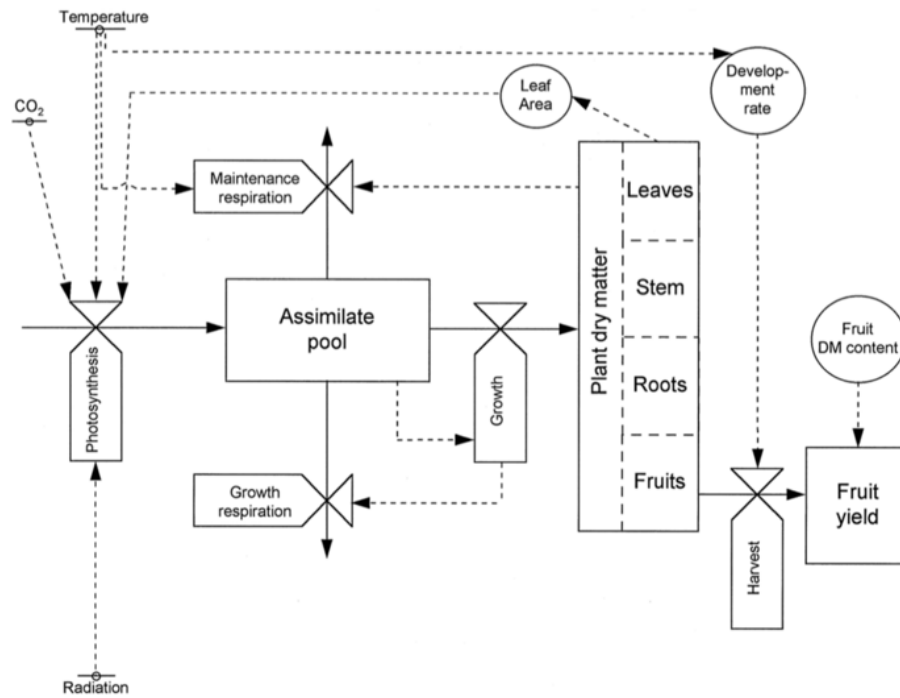 Temperature
CO₂
Leaf
Area
Develop-
ment
rate
Maintenance
respiration
Leaves
Plant dry matter
Stem
Assimilate
pool
Photosynthesis
Growth
Roots
Fruit
DM content
Growth
respiration
Fruits
Harvest
Fruit
yield
Radiation